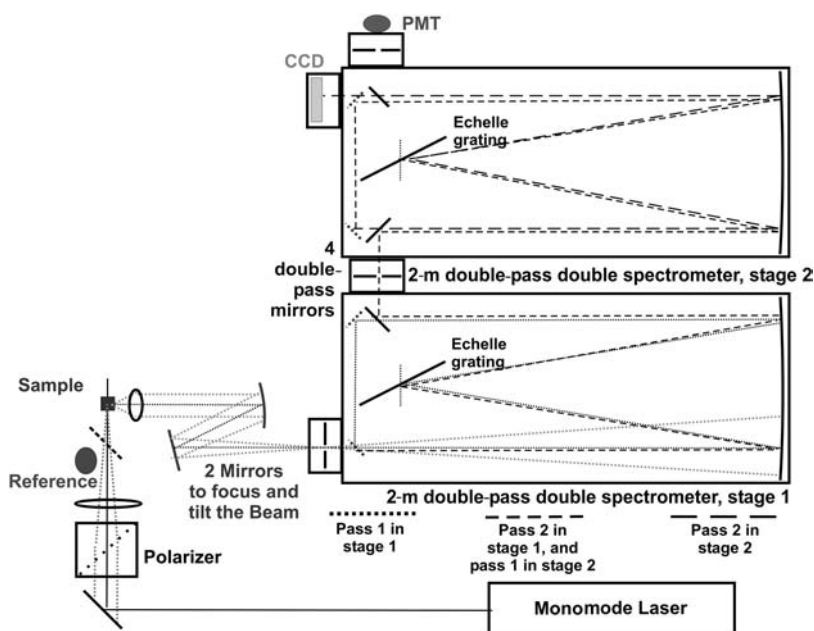 PMT
CCD
Echelle
grating
4
double-
pass
mirrors
2-m double-pass double spectrometer, stage 2
Echelle
grating
Sample
Reference
2 Mirrors
to focus and
tilt the Beam
2-m double-pass double spectrometer, stage 1
Pass 1 in
stage 1
Pass 2 in
stage 1, and
pass 1 in stage 2
Pass 2 in
stage 2
Polarizer
Monomode Laser